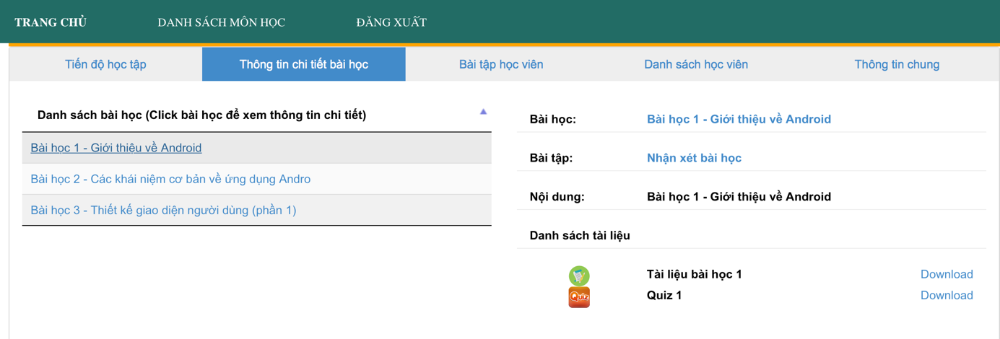 TRANG CHỦ DANH SÁCH MÔN HỌC ĐĂNG XUẤT
Tiến độ học tập Thông tin chi tiết bài học Bài tập học viên Danh sách học viên Thông tin chung
Danh sách bài học (Click bài học để xem thông tin chi tiết)
Bài học 1 - Giới thiệu về Android
Bài học 2 - Các khái niệm cơ bản về ứng dụng Andro
Bài học 3 - Thiết kế giao diện người dùng (phần 1)
Bài học: Bài học 1 - Giới thiệu về Android
Bài tập: Nhận xét bài học
Nội dung: Bài học 1 - Giới thiệu về Android
Danh sách tài liệu
Tài liệu bài học 1 Download
Quiz Quiz 1 Download